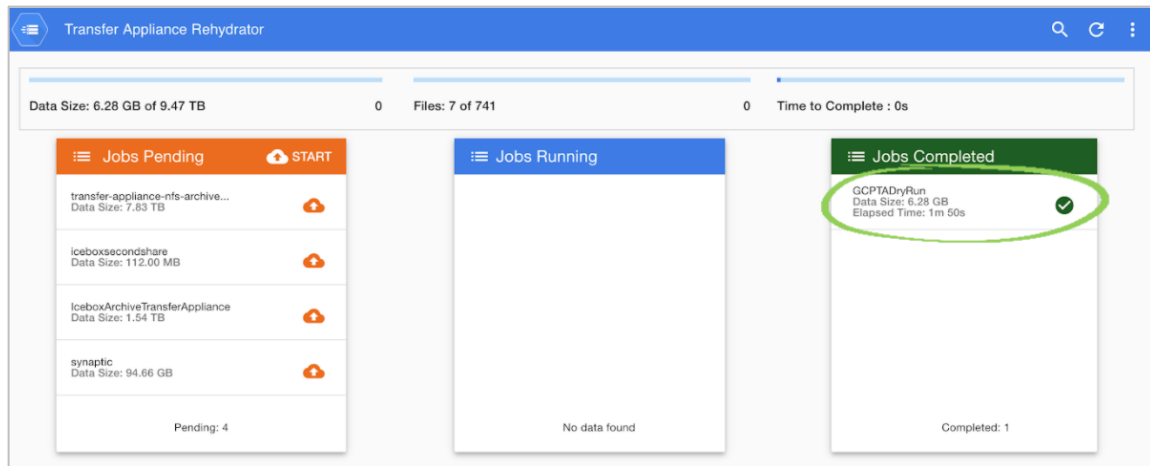 Transfer Appliance Rehydrator
Data Size: 6.28 GB of 9.47 TB 0
Files: 7 of 741 0
Time to Complete : 0s
Jobs Pending START
transfer-appliance-nfs-archive...
Data Size: 7.83 TB
iceboxsecondshare
Data Size: 112.00 MB
IceboxArchiveTransferAppliance
Data Size: 1.54 TB
synaptic
Data Size: 94.66 GB
Pending: 4
Jobs Running
No data found
Jobs Completed
GCPTADryRun
Data Size: 6.28 GB
Elapsed Time: 1m 50s
Completed: 1